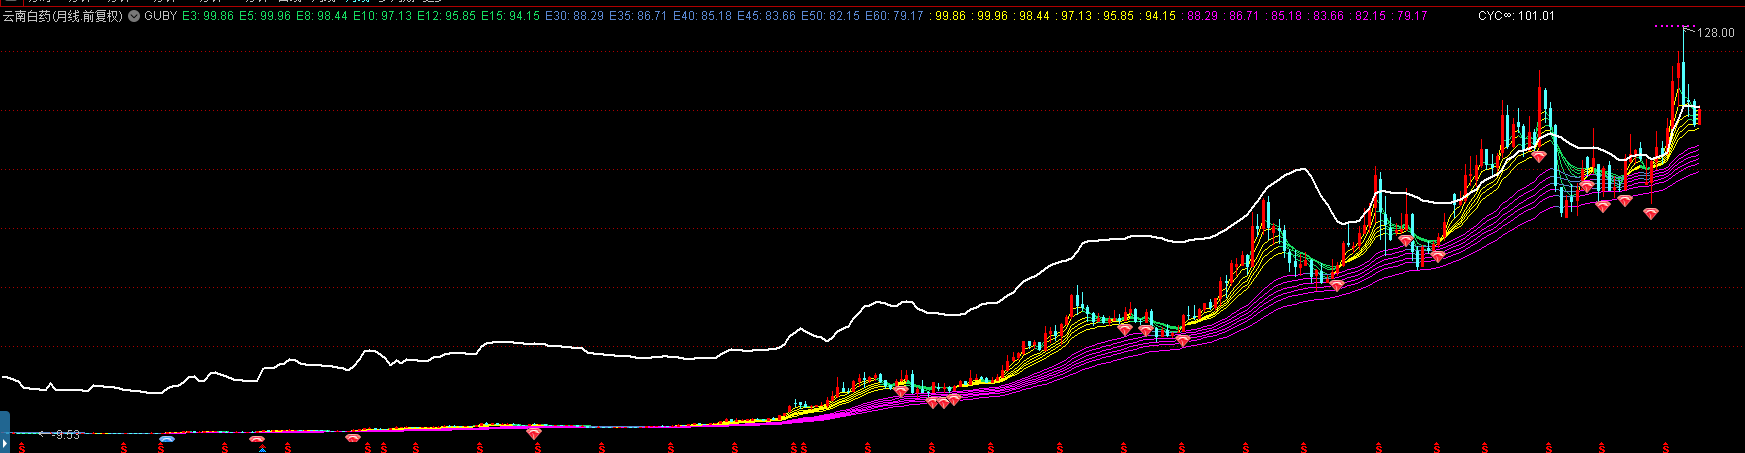 云南白药(月线.前复权) GUBY E3: 99.86 E5: 99.96 E8: 98.44 E10: 97.13 E12: 95.85 E15: 94.15 E30: 88.29 E35: 86.71 E40: 85.18 E45: 83.66 E50: 82.15 E60: 79.17 : 99.86 : 99.96 : 98.44 : 97.13 : 95.85 : 94.15 : 88.29 : 86.71 : 85.18 : 83.66 : 82.15 : 79.17 CYC∞: 101.01
128.00
-9.53